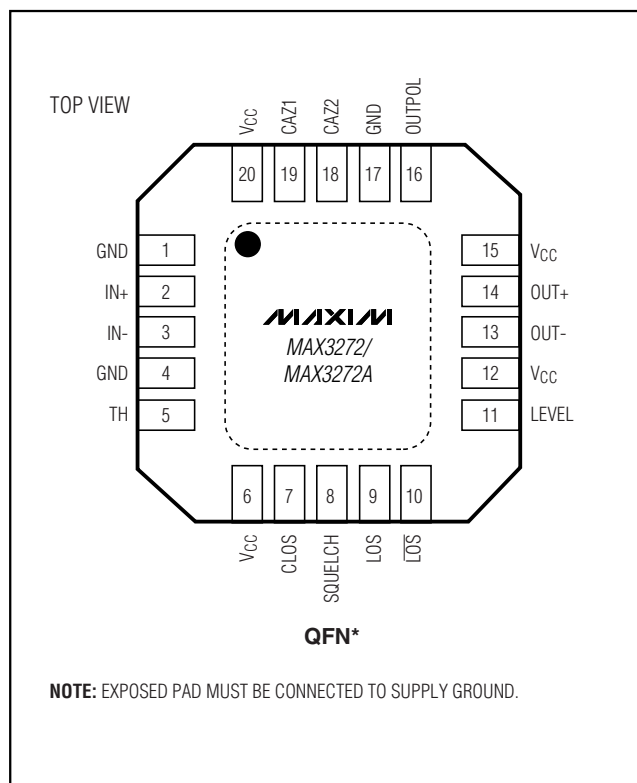 TOP VIEW
VCC
CAZ1
CAZ2
GND
OUTPOL
20
19
18
17
16
GND 1
IN+ 2
IN- 3
GND 4
TH 5
MAXIM
MAX3272/
MAX3272A
15 VCC
14 OUT+
13 OUT-
12 VCC
11 LEVEL
6
7
8
9
10
VCC
CLOS
SQUELCH
LOS
L̅O̅S̅
QFN*
NOTE: EXPOSED PAD MUST BE CONNECTED TO SUPPLY GROUND.